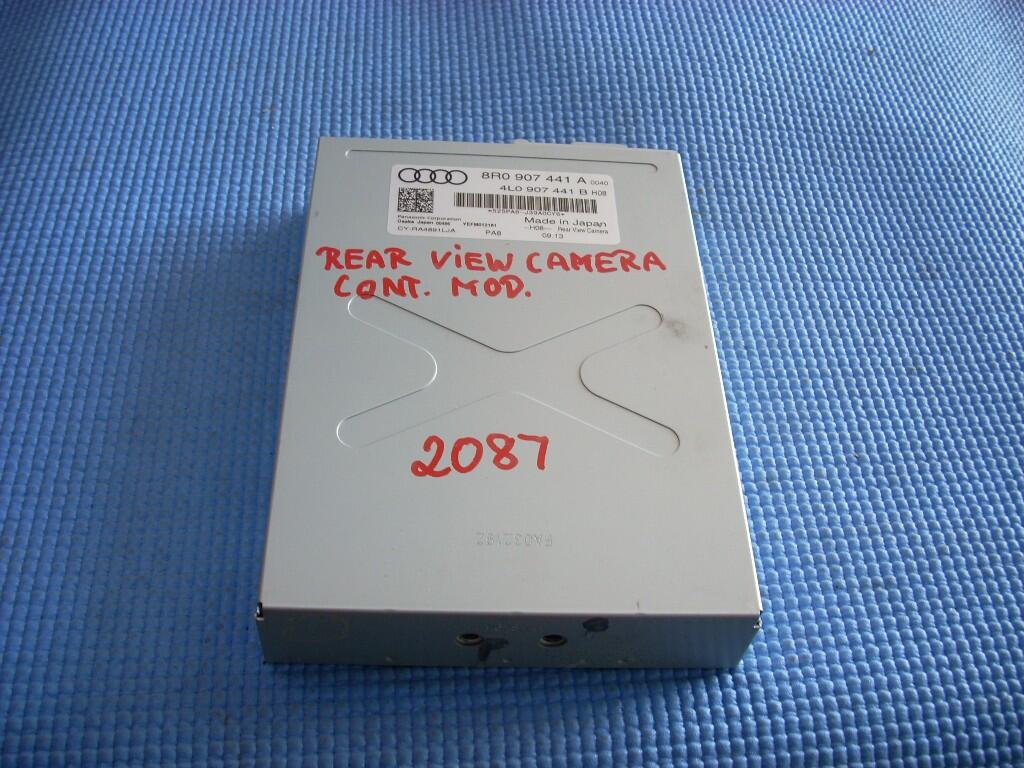 8R0 907 441 A 0040
4L0 907 441 B H08
Panasonic Corporation
Osaka Japan
Made in Japan
CY-RA4891LJA PA8 -H08- Rear View Camera
09.13
REAR VIEW CAMERA
CONT. MOD.
2087